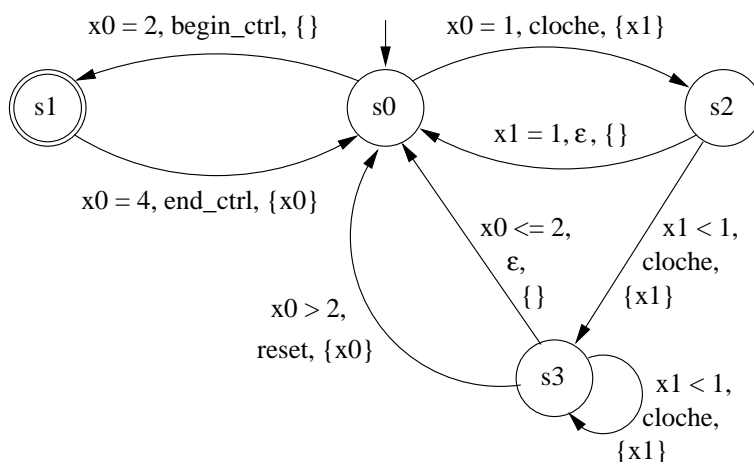 x0 = 2, begin_ctrl, {}
x0 = 1, cloche, {x1}
s1
s0
s2
x1 = 1, ε, {}
x0 = 4, end_ctrl, {x0}
x0 <= 2,
ε,
{}
x1 < 1,
cloche,
{x1}
x0 > 2,
reset, {x0}
s3
x1 < 1,
cloche,
{x1}